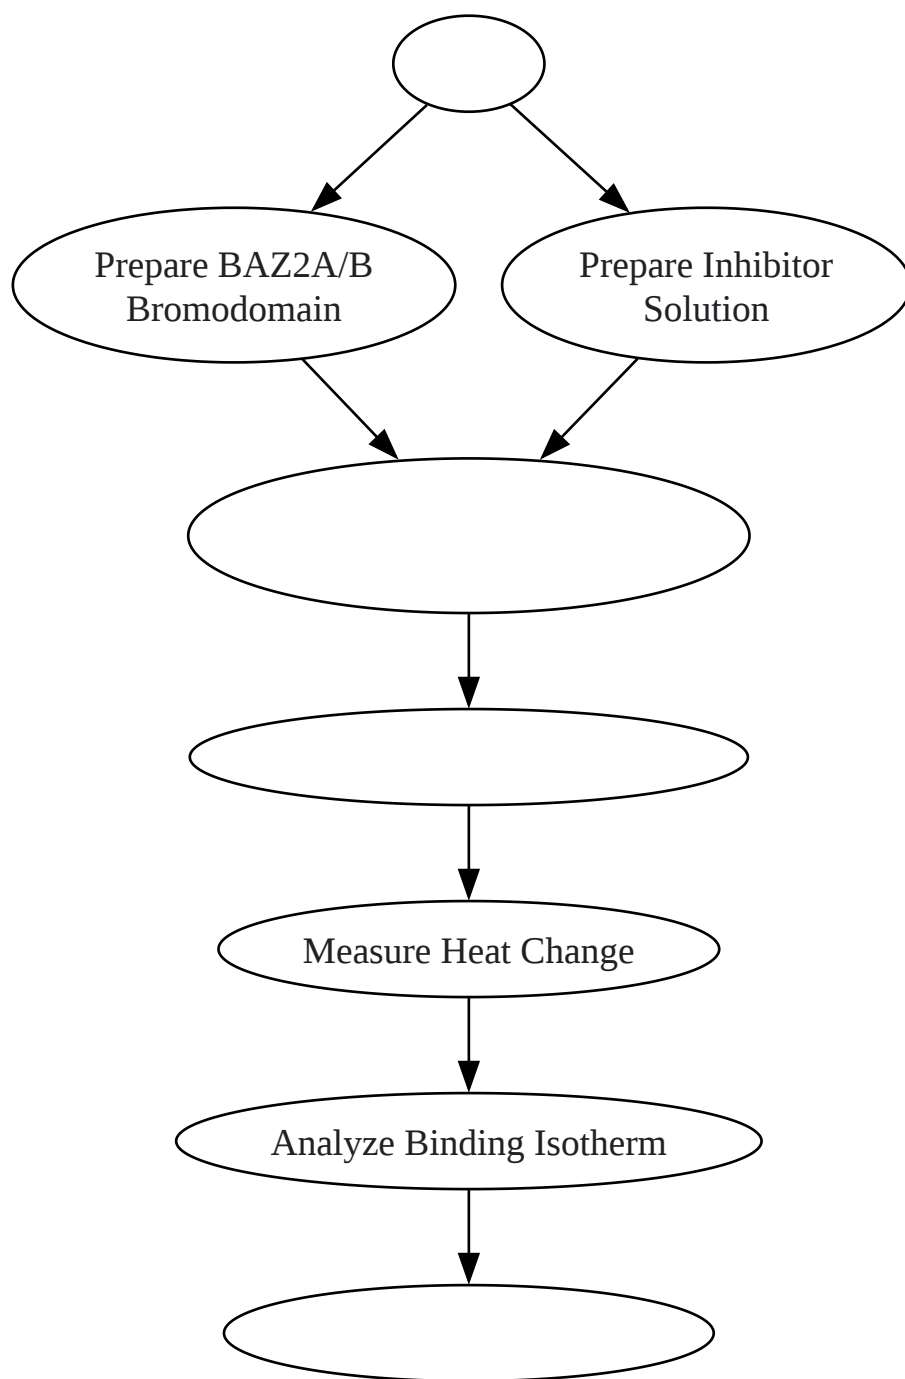 Prepare BAZ2A/B
Bromodomain
Prepare Inhibitor
Solution
Measure Heat Change
Analyze Binding Isotherm